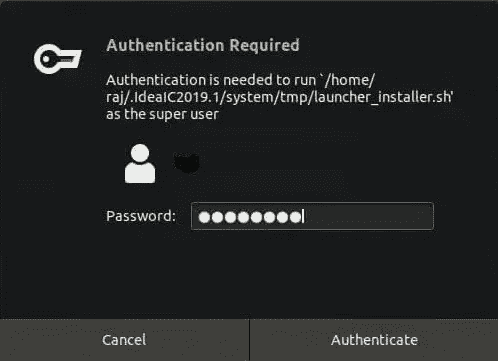 Authentication Required
Authentication is needed to run `/home/
raj/.IdeaIC2019.1/system/tmp/launcher_installer.sh'
as the super user
Password:
Cancel
Authenticate